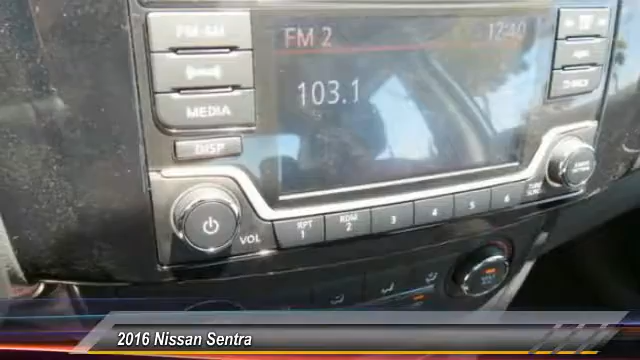 FM·AM
FM 2 12:40
103.1
MEDIA
DISP
BACK
VOL
RPT 1 RDM 2 3 4 5 6
2016 Nissan Sentra